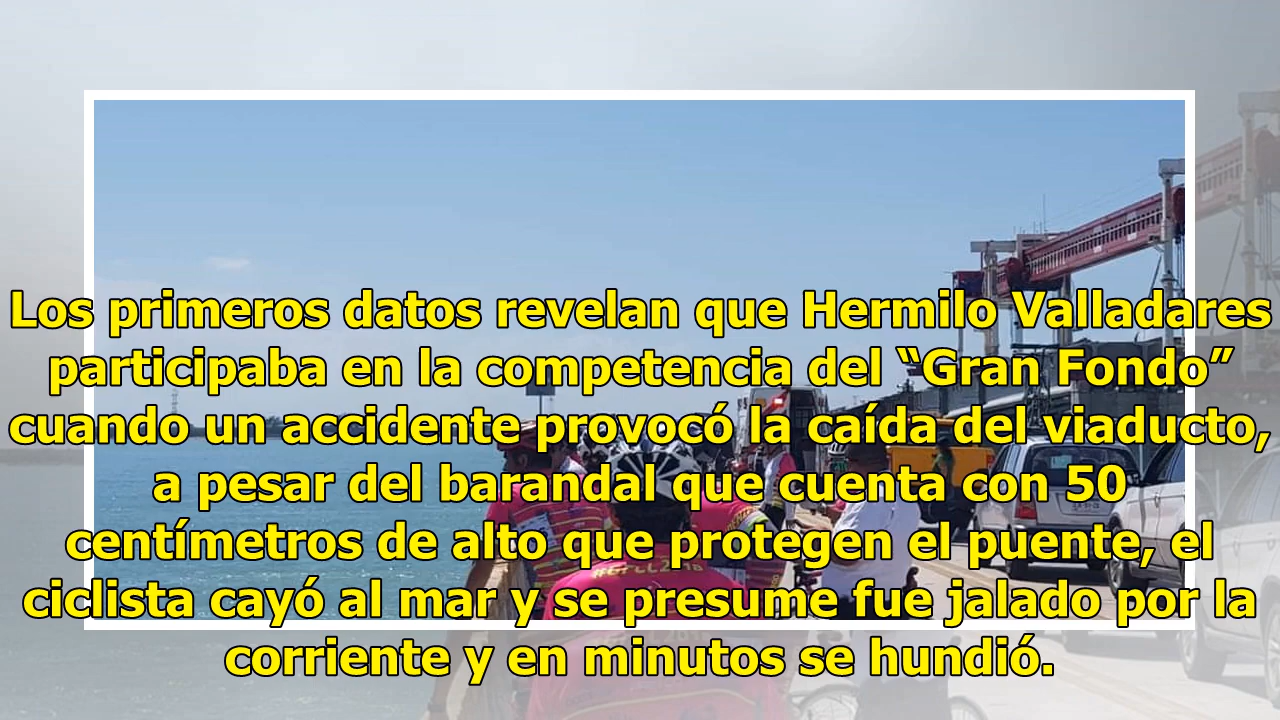 Los primeros datos revelan que Hermilo Valladares
participaba en la competencia del “Gran Fondo”
cuando un accidente provocó la caída del viaducto,
a pesar del barandal que cuenta con 50
centímetros de alto que protegen el puente, el
ciclista cayó al mar y se presume fue jalado por la
corriente y en minutos se hundió.
#GFLC2018